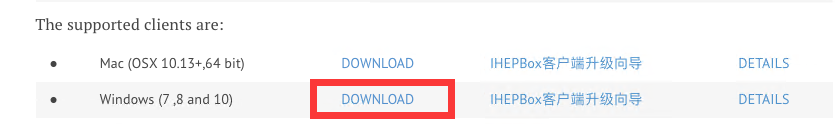 The supported clients are:
● Mac (OSX 10.13+,64 bit) DOWNLOAD IHEPBox客户端升级向导 DETAILS
● Windows (7 ,8 and 10) DOWNLOAD IHEPBox客户端升级向导 DETAILS